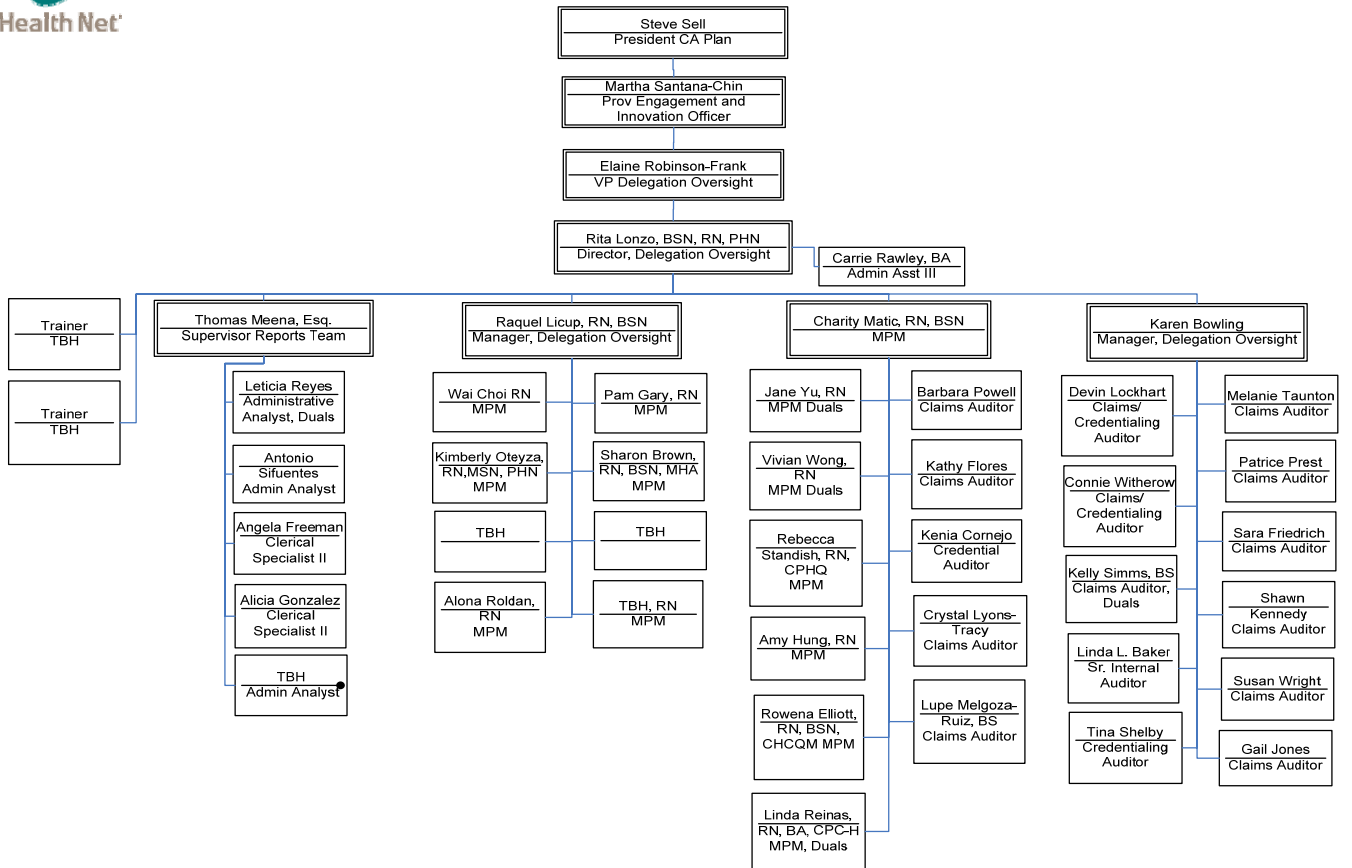 Health Net'
Steve Sell
President CA Plan
Martha Santana-Chin
Prov Engagement and
Innovation Officer
Elaine Robinson-Frank
VP Delegation Oversight
Rita Lonzo, BSN, RN, PHN
Director, Delegation Oversight
Carrie Rawley, BA
Admin Asst III
Trainer
TBH
Trainer
TBH
Thomas Meena, Esq.
Supervisor Reports Team
Leticia Reyes
Administrative
Analyst, Duals
Antonio
Sifuentes
Admin Analyst
Angela Freeman
Clerical
Specialist II
Alicia Gonzalez
Clerical
Specialist II
TBH
Admin Analyst
Raquel Licup, RN, BSN
Manager, Delegation Oversight
Wai Choi RN
MPM
Pam Gary, RN
MPM
Kimberly Oteyza,
RN,MSN, PHN
MPM
Sharon Brown,
RN, BSN, MHA
MPM
TBH
TBH
Alona Roldan,
RN
MPM
TBH, RN
MPM
Charity Matic, RN, BSN
MPM
Jane Yu, RN
MPM Duals
Barbara Powell
Claims Auditor
Vivian Wong,
RN
MPM Duals
Kathy Flores
Claims Auditor
Rebecca
Standish, RN,
CPHQ
MPM
Kenia Cornejo
Credential
Auditor
Amy Hung, RN
MPM
Crystal Lyons-
Tracy
Claims Auditor
Rowena Elliott,
RN, BSN,
CHCQM MPM
Lupe Melgoza-
Ruiz, BS
Claims Auditor
Linda Reinas,
RN, BA, CPC-H
MPM, Duals
Karen Bowling
Manager, Delegation Oversight
Devin Lockhart
Claims/
Credentialing
Auditor
Melanie Taunton
Claims Auditor
Connie Witherow
Claims/
Credentialing
Auditor
Patrice Prest
Claims Auditor
Sara Friedrich
Claims Auditor
Kelly Simms, BS
Claims Auditor,
Duals
Shawn
Kennedy
Claims Auditor
Linda L. Baker
Sr. Internal
Auditor
Susan Wright
Claims Auditor
Tina Shelby
Credentialing
Auditor
Gail Jones
Claims Auditor